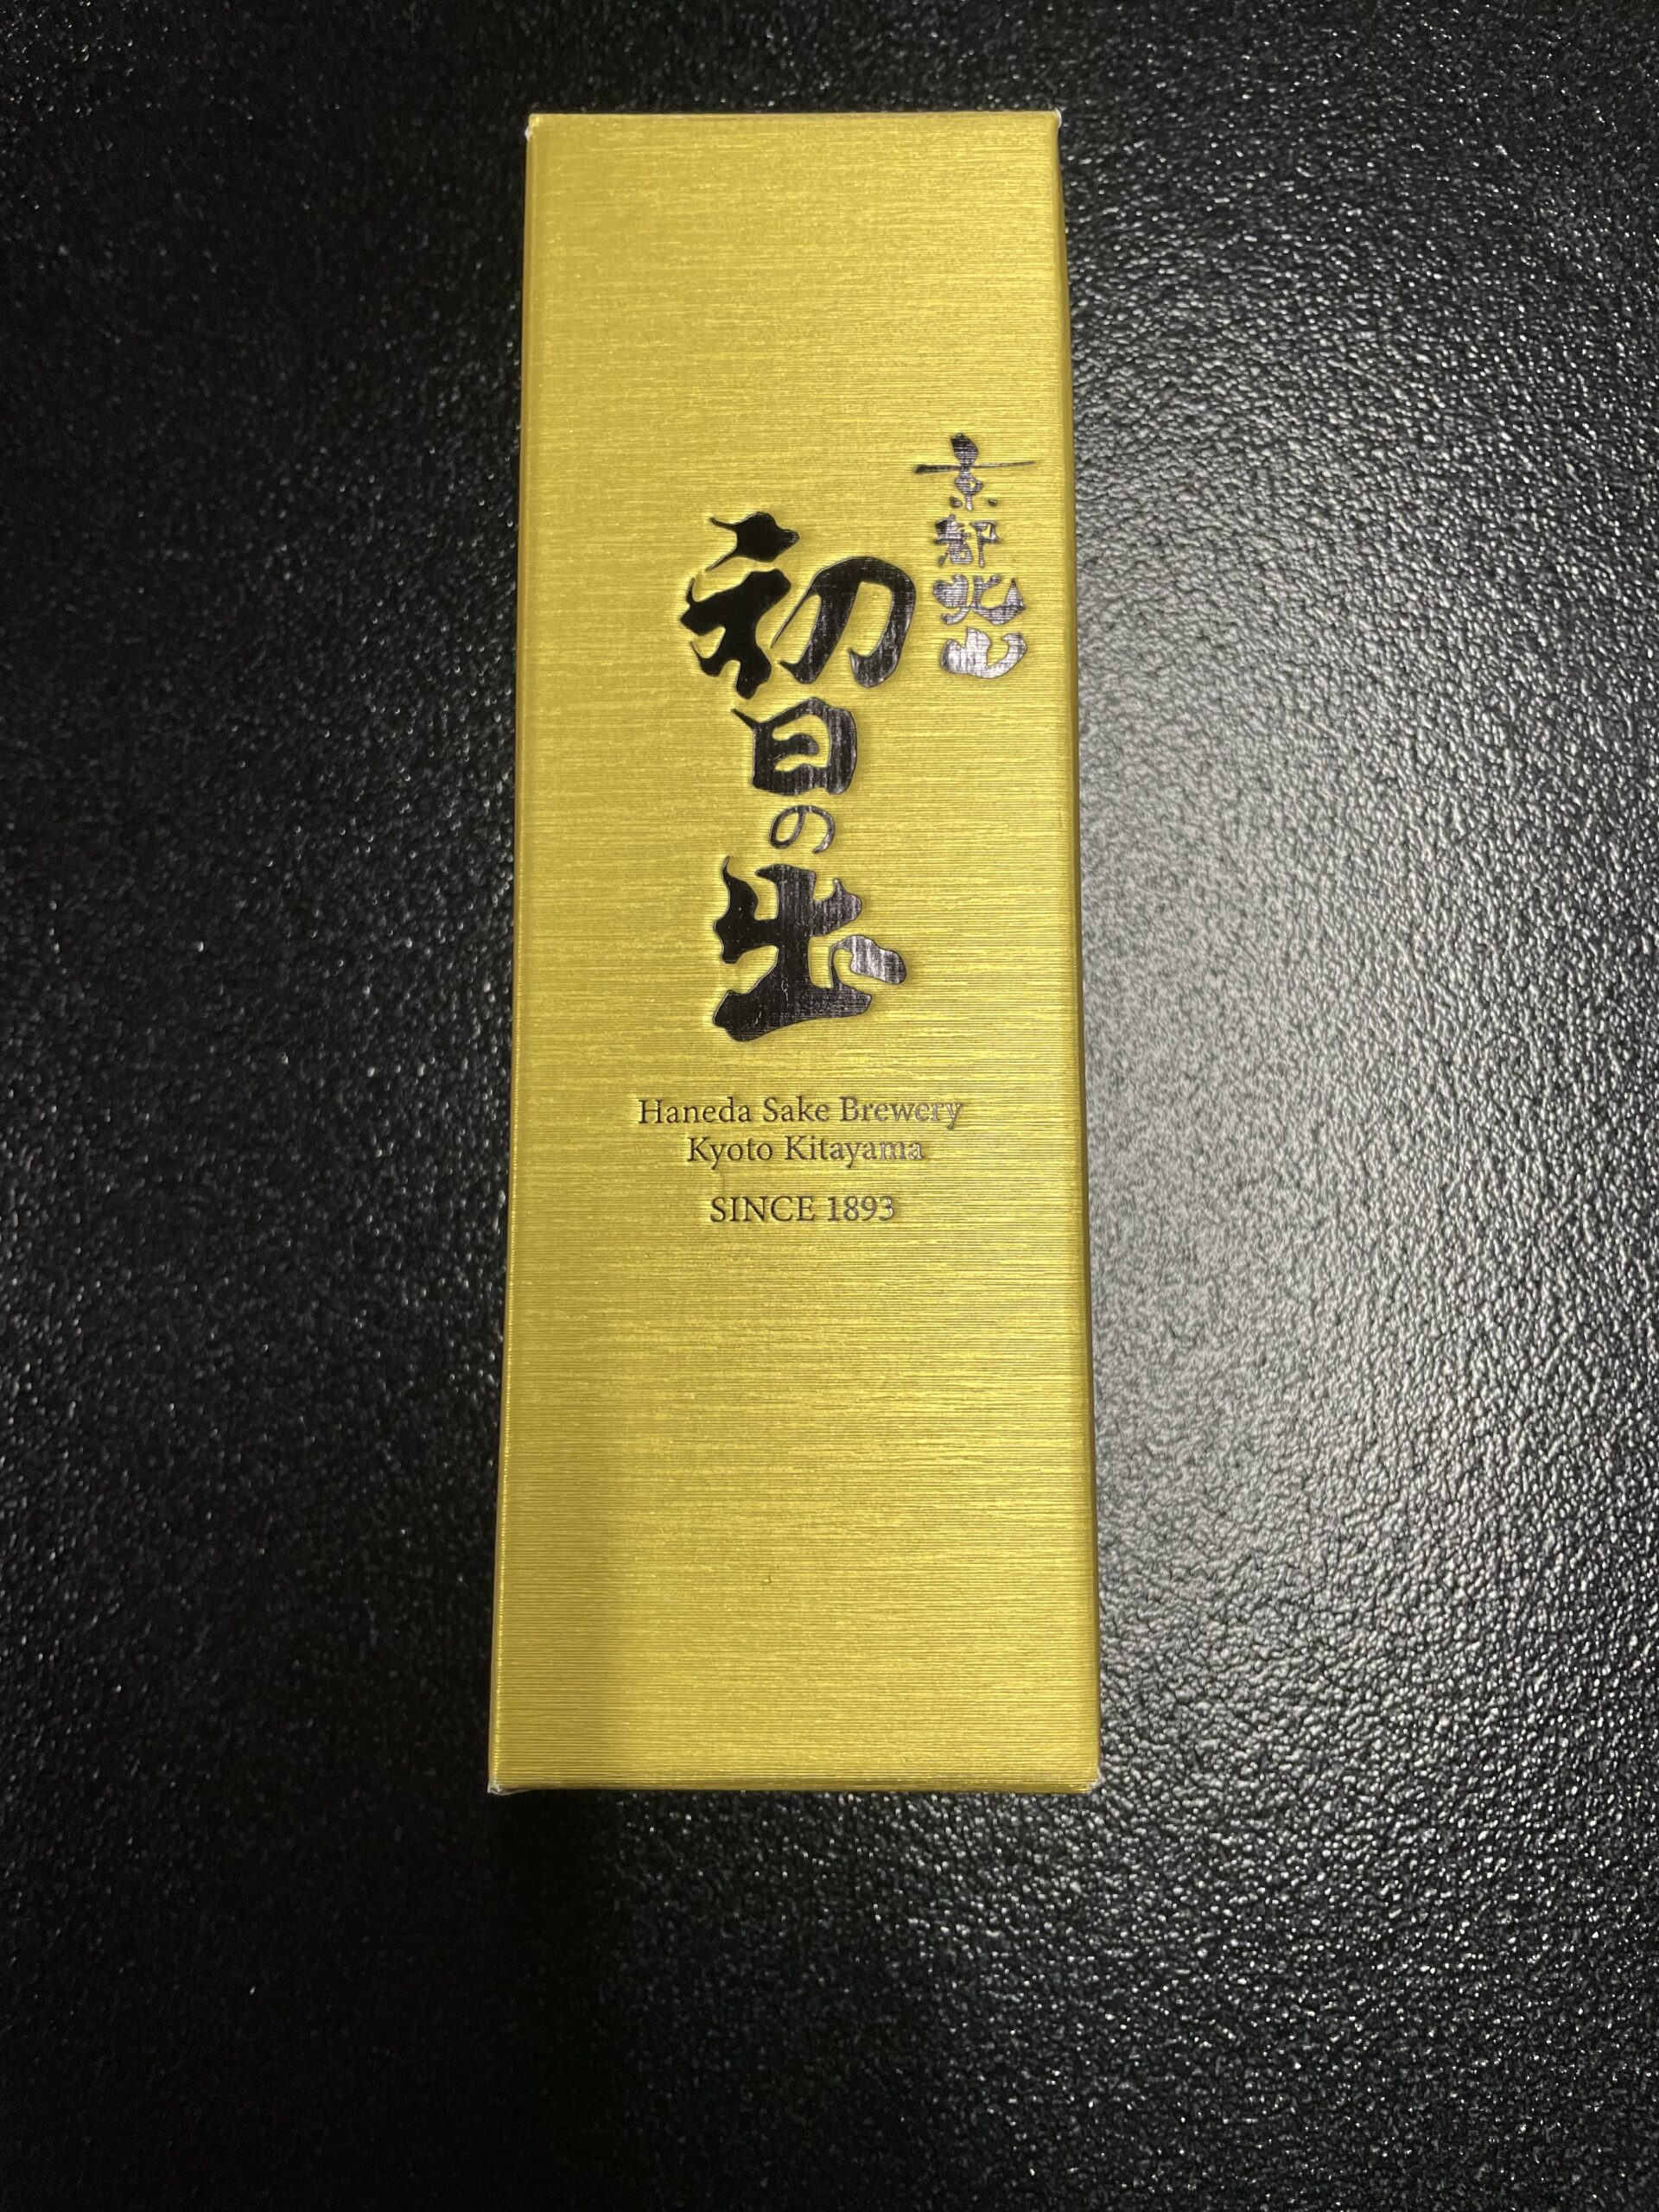 京都北山
初日の出
Haneda Sake Brewery
Kyoto Kitayama
SINCE 1893